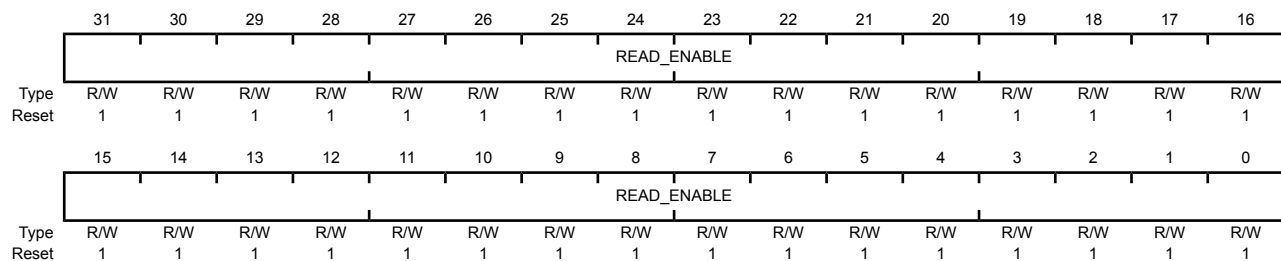 31 30 29 28 27 26 25 24 23 22 21 20 19 18 17 16
READ_ENABLE
Type R/W R/W R/W R/W R/W R/W R/W R/W R/W R/W R/W R/W R/W R/W R/W R/W
Reset 1 1 1 1 1 1 1 1 1 1 1 1 1 1 1 1
15 14 13 12 11 10 9 8 7 6 5 4 3 2 1 0
READ_ENABLE
Type R/W R/W R/W R/W R/W R/W R/W R/W R/W R/W R/W R/W R/W R/W R/W R/W
Reset 1 1 1 1 1 1 1 1 1 1 1 1 1 1 1 1